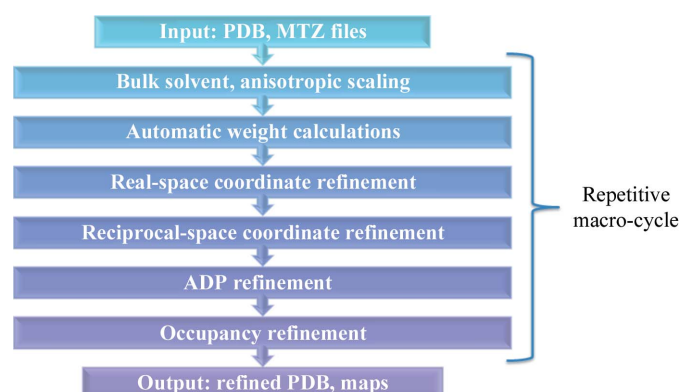 Input: PDB, MTZ files
Bulk solvent, anisotropic scaling
Automatic weight calculations
Real-space coordinate refinement
Reciprocal-space coordinate refinement
ADP refinement
Occupancy refinement
Output: refined PDB, maps
Repetitive
macro-cycle